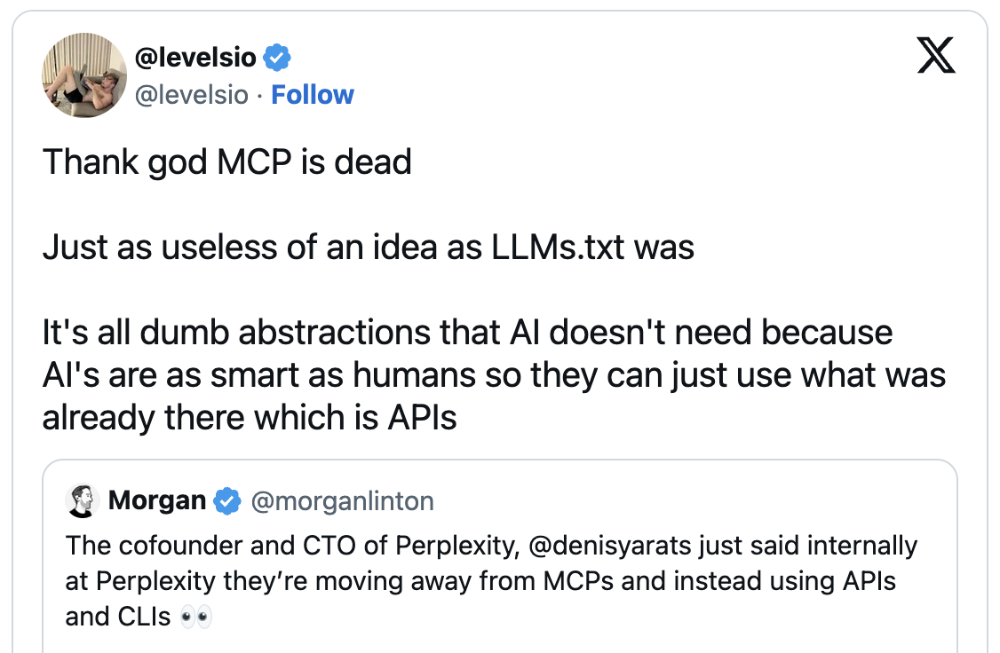 @levelsio
@levelsio · Follow
Thank god MCP is dead
Just as useless of an idea as LLMs.txt was
It's all dumb abstractions that AI doesn't need because
AI's are as smart as humans so they can just use what was
already there which is APIs
Morgan @morganlinton
The cofounder and CTO of Perplexity, @denisyarats just said internally
at Perplexity they’re moving away from MCPs and instead using APIs
and CLIs 👀